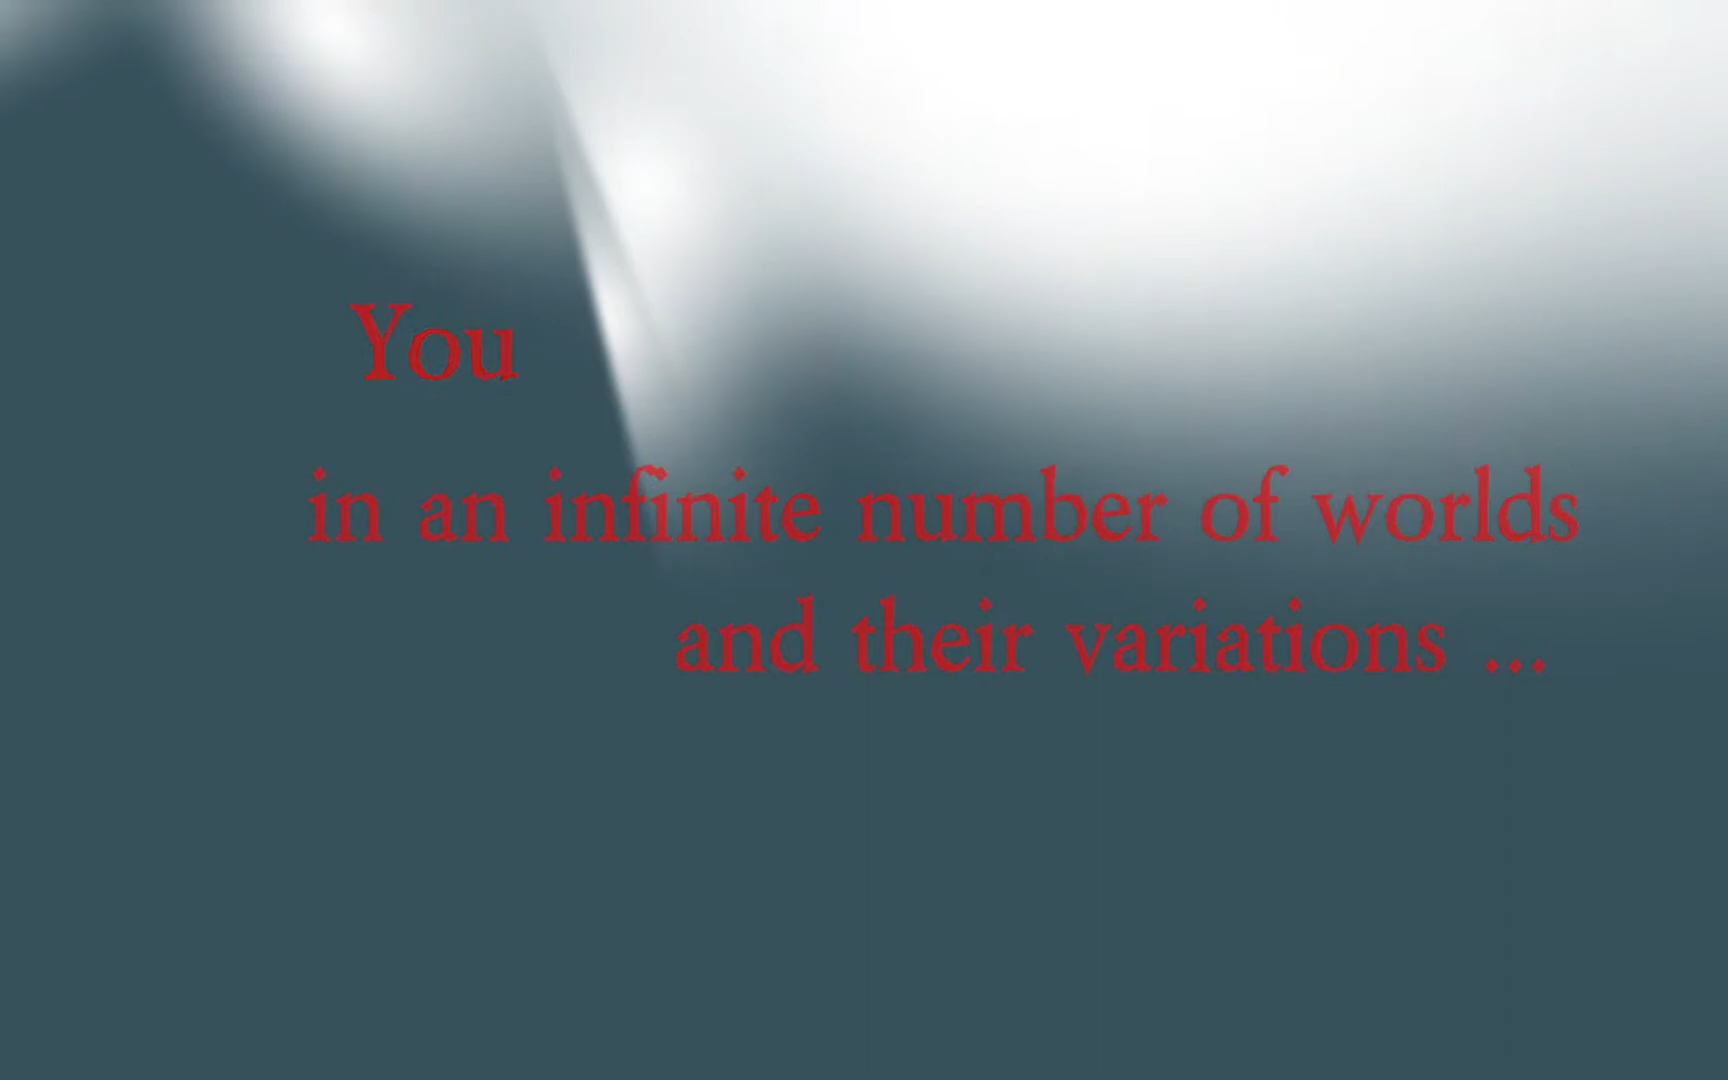 You
in an infinite number of worlds
and their variations ...